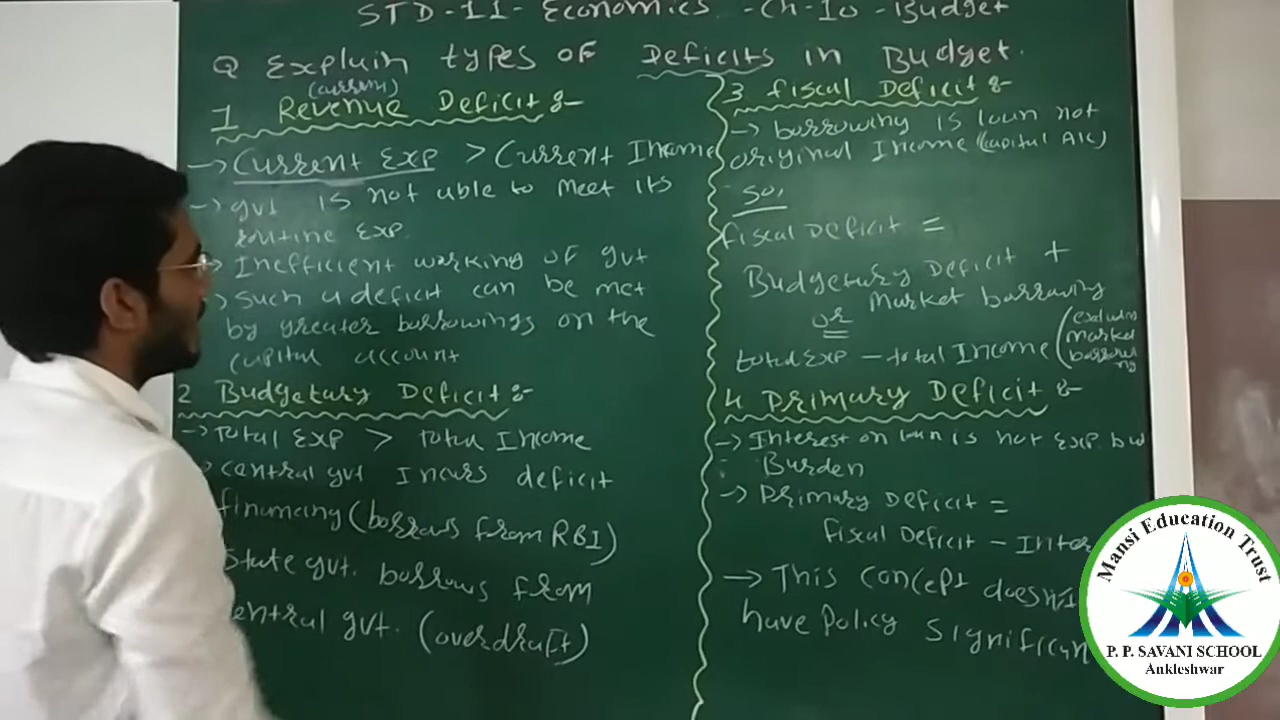 STD-11- Economics -Ch-10 -Budget
Q Explain types of Deficits in Budget.
(current)
1 Revenue Deficit :-
→ Current Exp > Current Income
→ gvt is not able to meet its
routine Exp.
→ Inefficient working of gvt
→ such a deficit can be met
by greater borrowings on the
capital account
2 Budgetary Deficit :-
→ Total Exp > total Income
→ central gvt Incurs deficit
financing (borrows from RBI)
State gvt. borrows from
entral gvt. (overdraft)
3 fiscal Deficit :-
→ borrowing is loan not
original Income (capital A/c)
So,
fiscal Deficit =
Budgetary Deficit +
Market borrowing
or
total Exp - total Income (excluding
market
borrowing
4 Primary Deficit :-
→ Interest on loan is not Exp. but
Burden
→ Primary Deficit =
fiscal Deficit - Inter
→ This concept doesn't
have Policy Significan
Mansi Education Trust
P. P. SAVANI SCHOOL
Ankleshwar